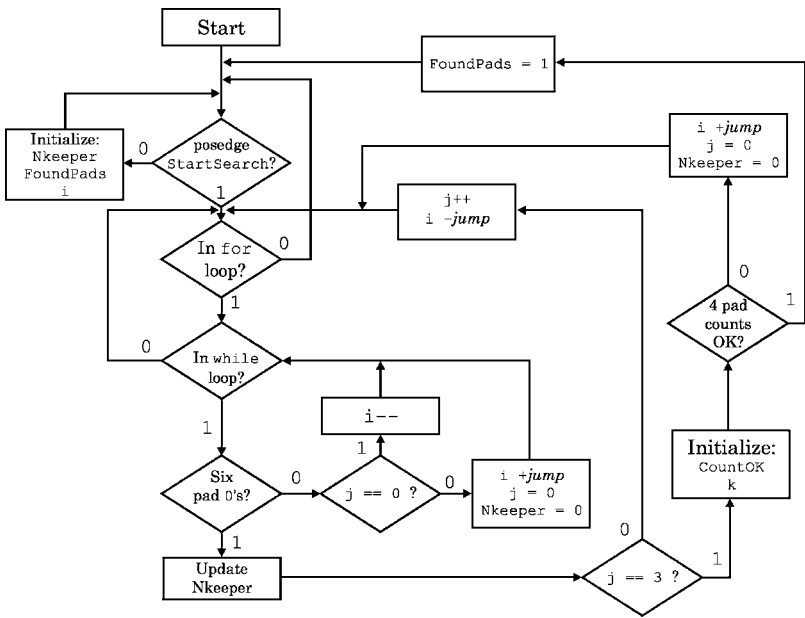 Start
FoundPads = 1
Initialize:
Nkeeper
FoundPads
i
0
posedge
StartSearch?
1
i +jump
j = 0
Nkeeper = 0
j++
i -jump
In for
loop?
0
1
0
4 pad
counts
OK?
1
In while
loop?
0
1
i--
1
Initialize:
CountOK
k
Six
pad 0's?
0
j == 0 ?
0
i +jump
j = 0
Nkeeper = 0
1
0
Update
Nkeeper
j == 3 ?
1